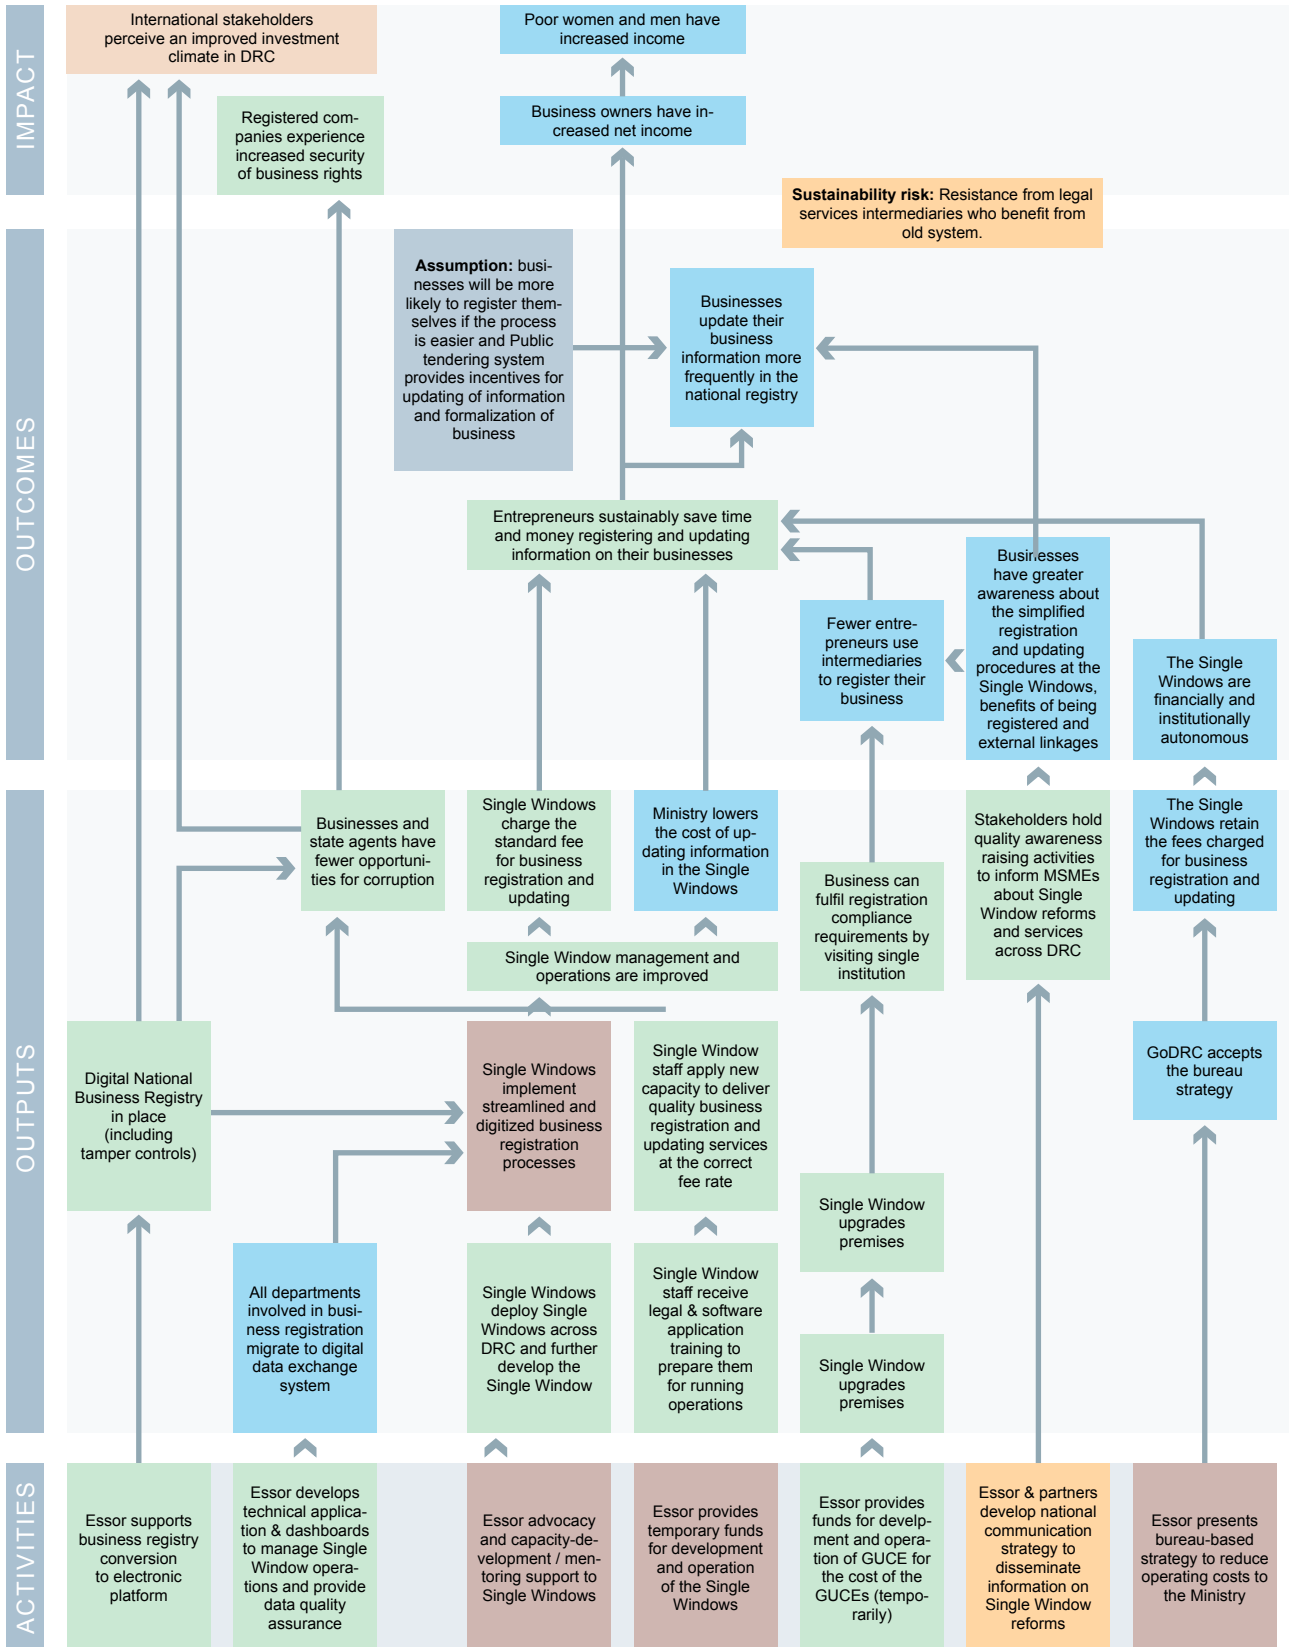 IMPACT
International stakeholders
perceive an improved investment
climate in DRC
Poor women and men have
increased income
Business owners have in-
creased net income
Registered com-
panies experience
increased security
of business rights
Sustainability risk: Resistance from legal
services intermediaries who benefit from
old system.
OUTCOMES
Assumption: busi-
nesses will be more
likely to register them-
selves if the process
is easier and Public
tendering system
provides incentives for
updating of information
and formalization of
business
Businesses
update their
business
information more
frequently in the
national registry
Entrepreneurs sustainably save time
and money registering and updating
information on their businesses
Fewer entre-
preneurs use
intermediaries
to register their
business
Businesses
have greater
awareness about
the simplified
registration
and updating
procedures at the
Single Windows,
benefits of being
registered and
external linkages
The Single
Windows are
financially and
institutionally
autonomous
OUTPUTS
Businesses and
state agents have
fewer opportuni-
ties for corruption
Single Windows
charge the
standard fee
for business
registration and
updating
Ministry lowers
the cost of up-
dating information
in the Single
Windows
Business can
fulfil registration
compliance
requirements by
visiting single
institution
Stakeholders hold
quality awareness
raising activities
to inform MSMEs
about Single
Window reforms
and services
across DRC
The Single
Windows retain
the fees charged
for business
registration and
updating
Single Window management and
operations are improved
Digital National
Business Registry
in place
(including
tamper controls)
Single Windows
implement
streamlined and
digitized business
registration
processes
Single Window
staff apply new
capacity to deliver
quality business
registration and
updating services
at the correct
fee rate
GoDRC accepts
the bureau
strategy
Single Window
upgrades
premises
All departments
involved in busi-
ness registration
migrate to digital
data exchange
system
Single Windows
deploy Single
Windows across
DRC and further
develop the
Single Window
Single Window
staff receive
legal & software
application
training to
prepare them
for running
operations
Single Window
upgrades
premises
ACTIVITIES
Essor supports
business registry
conversion
to electronic
platform
Essor develops
technical applica-
tion & dashboards
to manage Single
Window opera-
tions and provide
data quality
assurance
Essor advocacy
and capacity-de-
velopment / men-
toring support to
Single Windows
Essor provides
temporary funds
for development
and operation
of the Single
Windows
Essor provides
funds for develp-
ment and opera-
tion of GUCE for
the cost of the
GUCEs (tempo-
rarily)
Essor & partners
develop national
communication
strategy to
disseminate
information on
Single Window
reforms
Essor presents
bureau-based
strategy to reduce
operating costs to
the Ministry